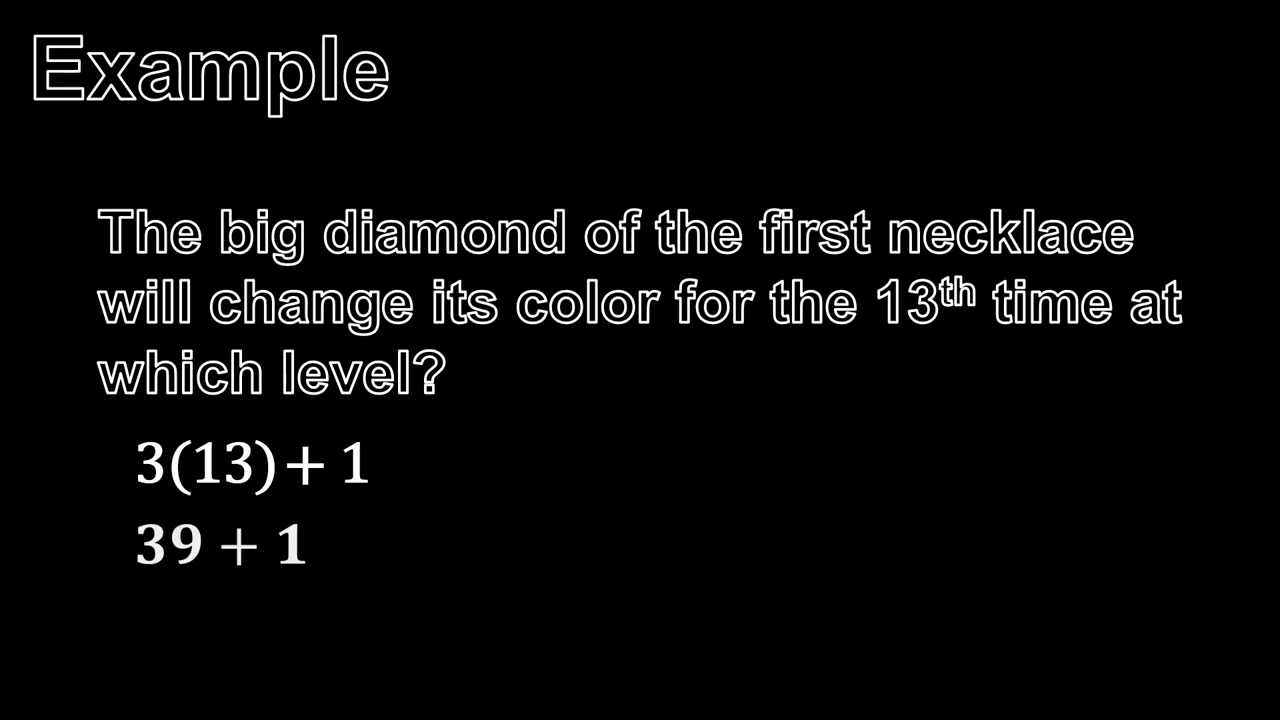 Example
The big diamond of the first necklace
will change its color for the 13th time at
which level?
3(13)+ 1
39 + 1